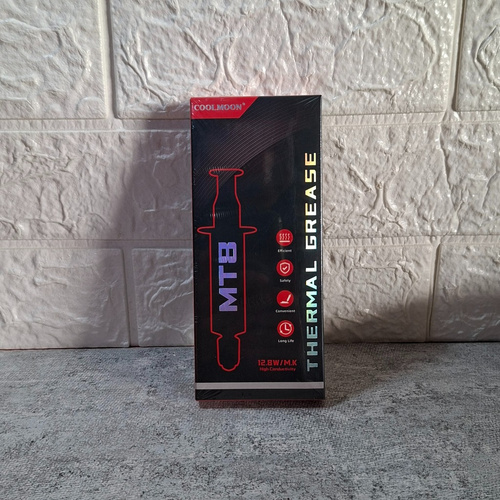 COOLMOON®
MT8
THERMAL GREASE
Efficient
Safety
Convenient
Long Life
12.8W/M.K
High Conductivity